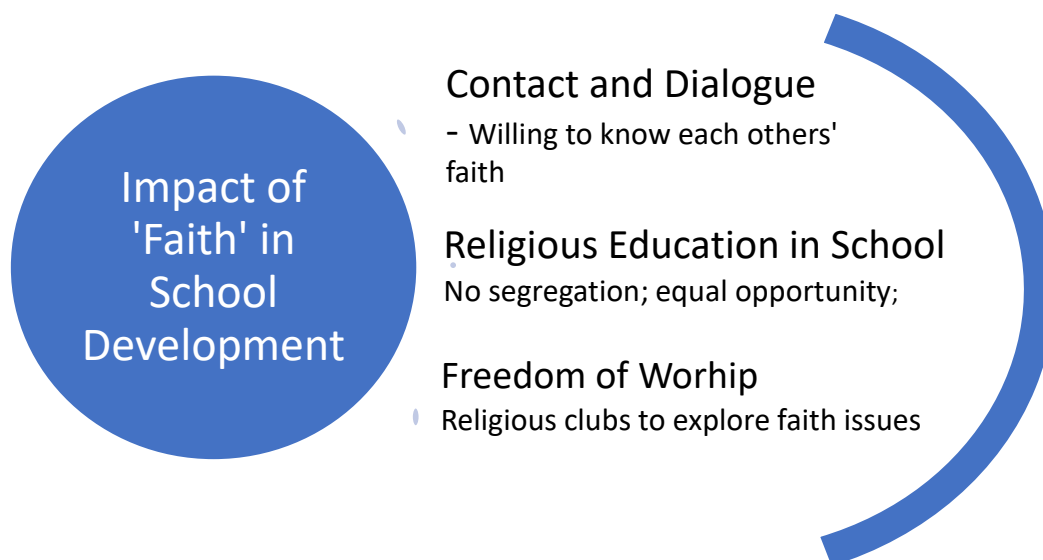 Impact of
'Faith' in
School
Development
Contact and Dialogue
- Willing to know each others'
faith
Religious Education in School
No segregation; equal opportunity;
Freedom of Worhip
Religious clubs to explore faith issues